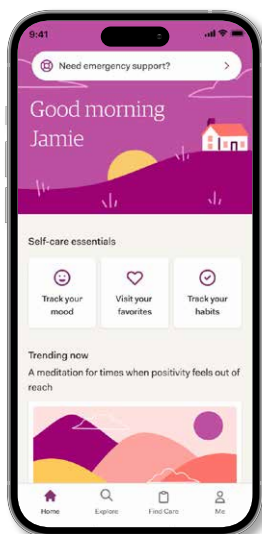 9:41
Need emergency support?
Good morning
Jamie
Self-care essentials
Track your
mood
Visit your
favorites
Track your
habits
Trending now
A meditation for times when positivity feels out of
reach
Home
Explore
Find Care
Me